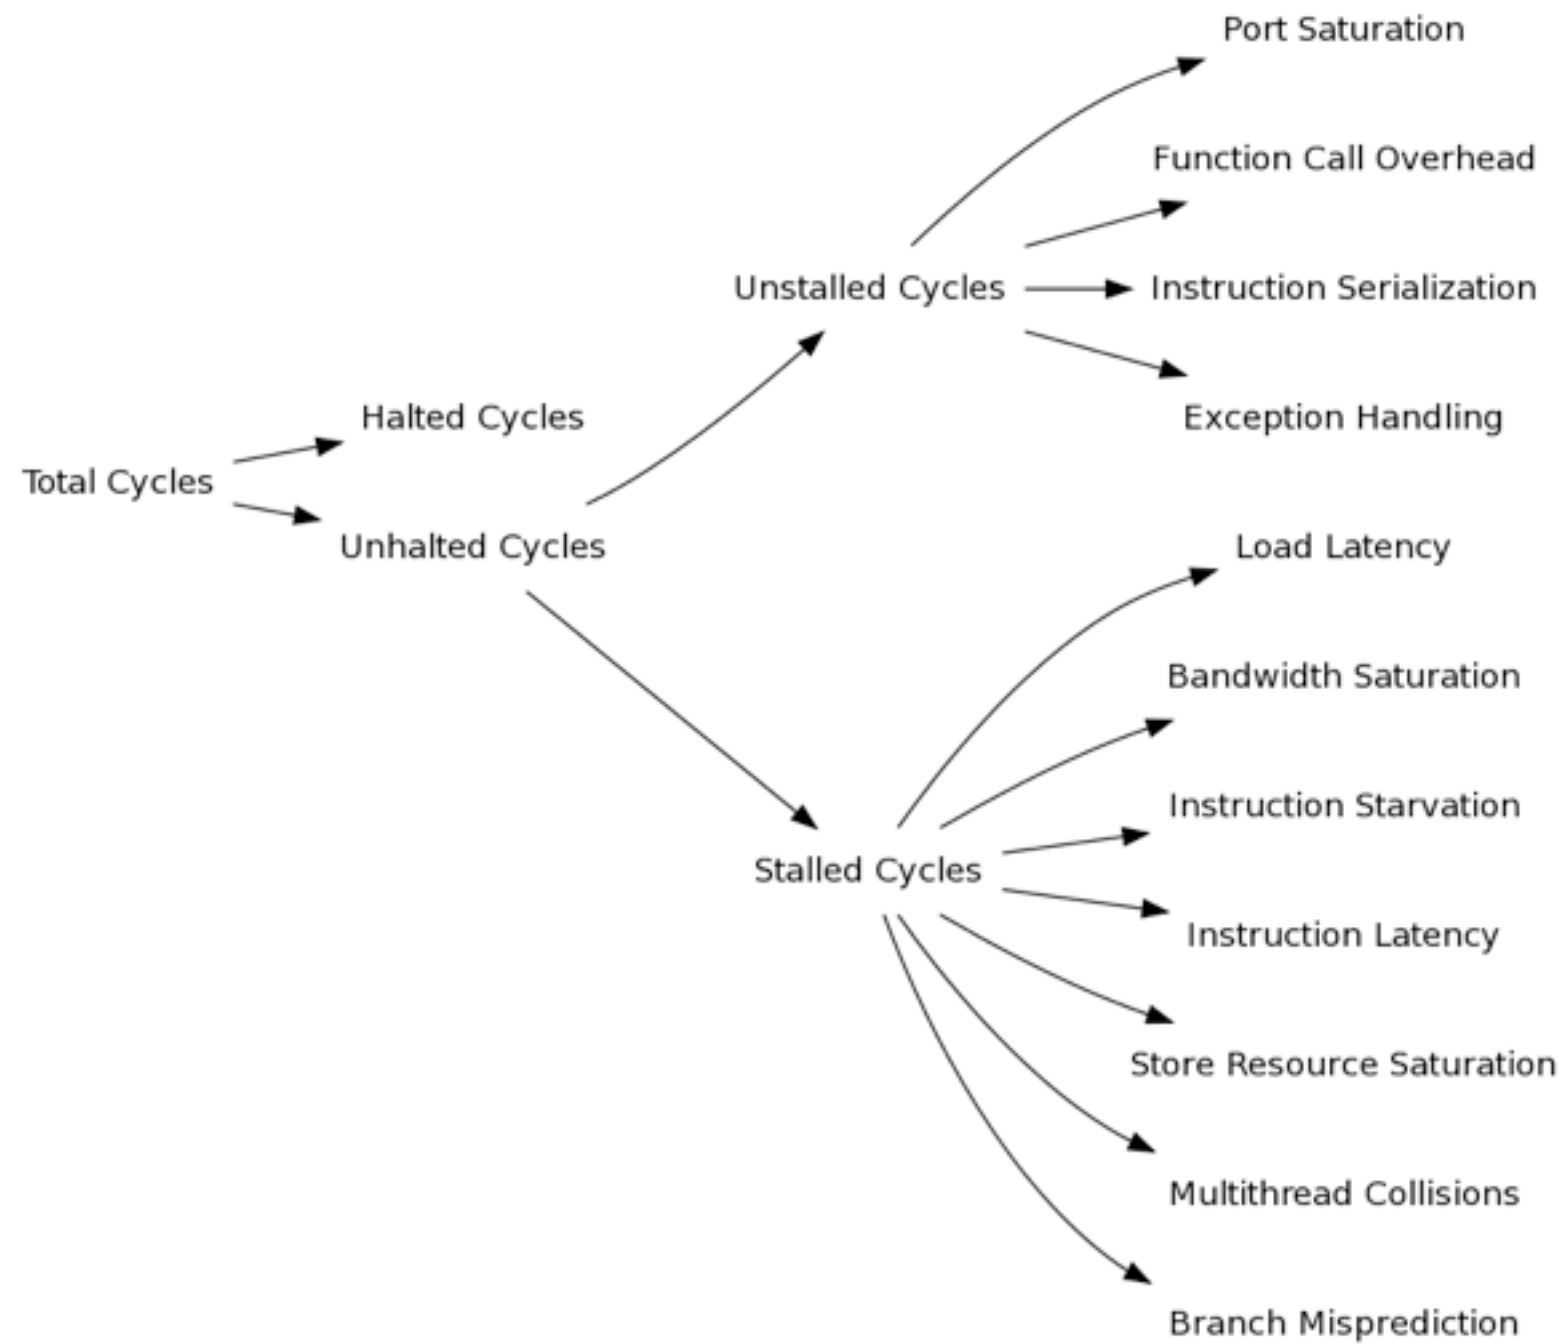 Port Saturation
Function Call Overhead
Unstalled Cycles
Instruction Serialization
Halted Cycles
Exception Handling
Total Cycles
Unhalted Cycles
Load Latency
Bandwidth Saturation
Instruction Starvation
Stalled Cycles
Instruction Latency
Store Resource Saturation
Multithread Collisions
Branch Misprediction